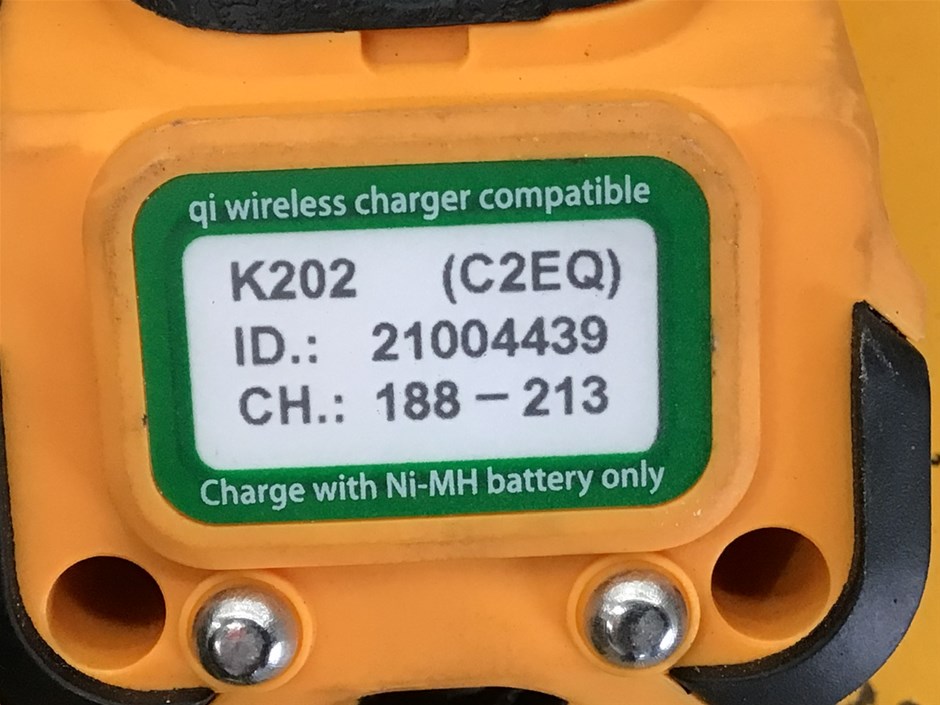 qi wireless charger compatible
K202 (C2EQ)
ID.: 21004439
CH.: 188 – 213
Charge with Ni-MH battery only